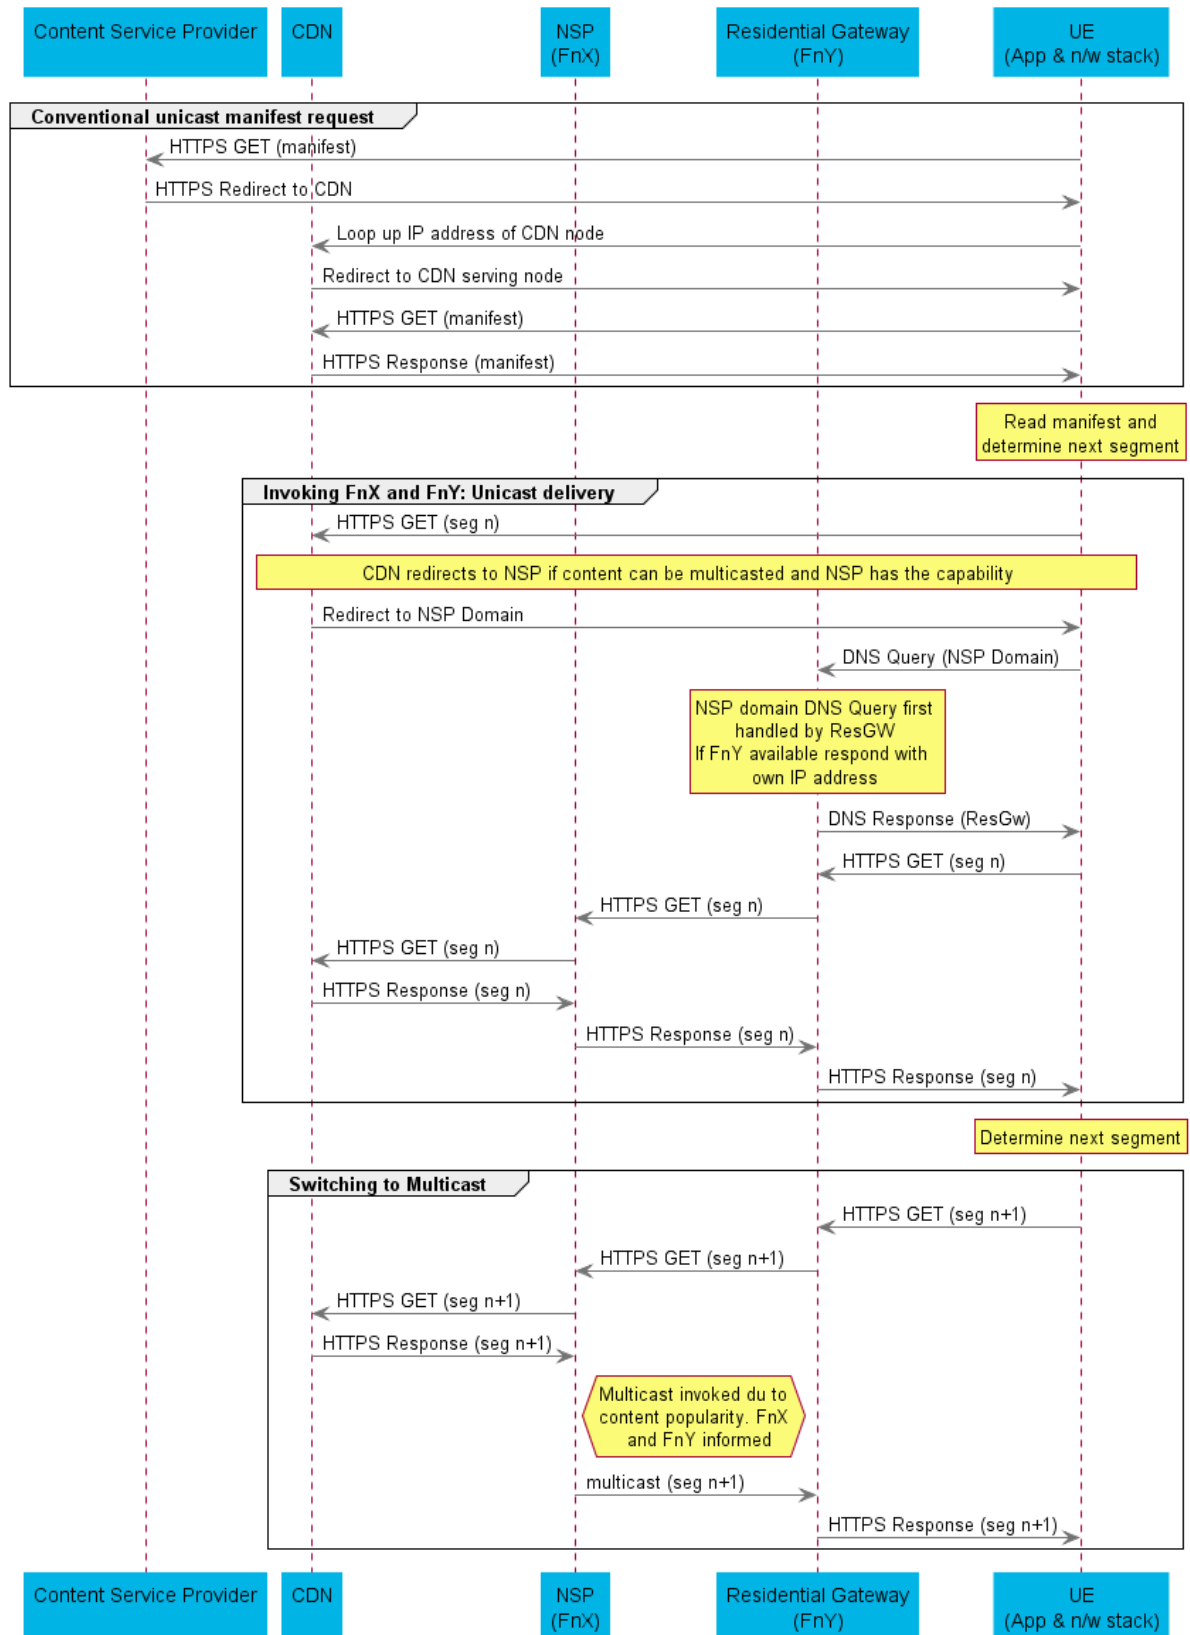 Content Service Provider
CDN
NSP
(FnX)
Residential Gateway
(FnY)
UE
(App & n/w stack)
Conventional unicast manifest request
HTTPS GET (manifest)
HTTPS Redirect to CDN
Loop up IP address of CDN node
Redirect to CDN serving node
HTTPS GET (manifest)
HTTPS Response (manifest)
Read manifest and
determine next segment
Invoking FnX and FnY: Unicast delivery
HTTPS GET (seg n)
CDN redirects to NSP if content can be multicasted and NSP has the capability
Redirect to NSP Domain
DNS Query (NSP Domain)
NSP domain DNS Query first
handled by ResGW
If FnY available respond with
own IP address
DNS Response (ResGw)
HTTPS GET (seg n)
HTTPS GET (seg n)
HTTPS GET (seg n)
HTTPS Response (seg n)
HTTPS Response (seg n)
HTTPS Response (seg n)
Determine next segment
Switching to Multicast
HTTPS GET (seg n+1)
HTTPS GET (seg n+1)
HTTPS GET (seg n+1)
HTTPS Response (seg n+1)
Multicast invoked du to
content popularity. FnX
and FnY informed
multicast (seg n+1)
HTTPS Response (seg n+1)
Content Service Provider
CDN
NSP
(FnX)
Residential Gateway
(FnY)
UE
(App & n/w stack)